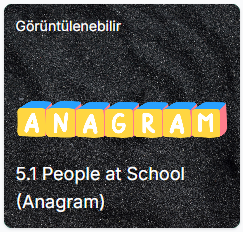 Görüntülenebilir
ANAGRAM
5.1 People at School
(Anagram)